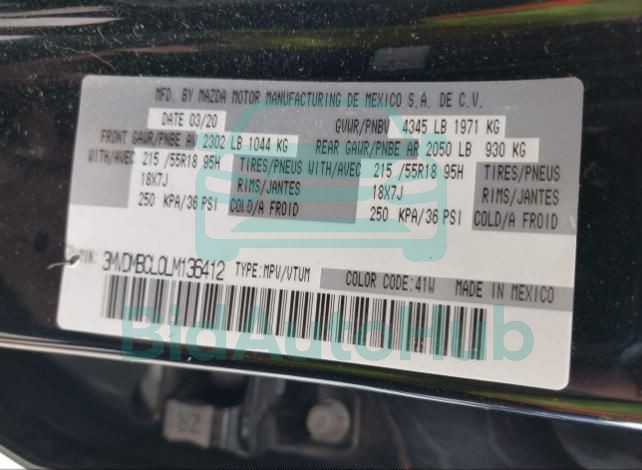 MFD. BY MAZDA MOTOR MANUFACTURING DE MEXICO S.A. DE C.V.
DATE 03/20 GVWR/PNBV 4345 LB 1971 KG
FRONT GAWR/PNBE AV 2302 LB 1044 KG REAR GAWR/PNBE AR 2050 LB 930 KG
WITH/AVEC 215 /55R18 95H TIRES/PNEUS WITH/AVEC 215 /55R18 95H TIRES/PNEUS
18X7J RIMS/JANTES 18X7J RIMS/JANTES
250 KPA/36 PSI COLD/A FROID 250 KPA/36 PSI COLD/A FROID
3MVDMBCL0LM136412 TYPE:MPV/VTUM COLOR CODE:41W MADE IN MEXICO
BidAutoHub